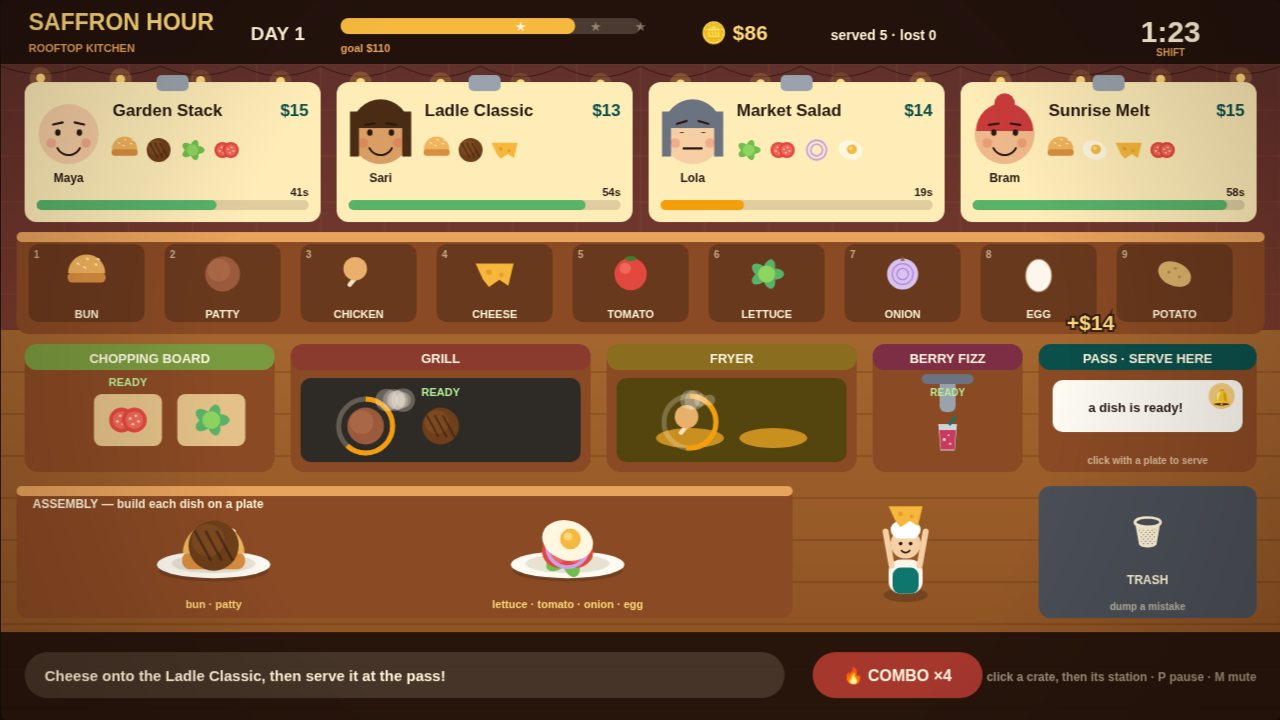 SAFFRON HOUR
ROOFTOP KITCHEN
DAY 1
goal $110
$86
served 5 · lost 0
1:23
SHIFT
Garden Stack
$15
Maya
41s
Ladle Classic
$13
Sari
54s
Market Salad
$14
Lola
19s
Sunrise Melt
$15
Bram
58s
1
BUN
2
PATTY
3
CHICKEN
4
CHEESE
5
TOMATO
6
LETTUCE
7
ONION
8
EGG
9
POTATO
+$14
CHOPPING BOARD
READY
GRILL
READY
FRYER
BERRY FIZZ
READY
PASS · SERVE HERE
a dish is ready!
click with a plate to serve
ASSEMBLY — build each dish on a plate
bun · patty
lettuce · tomato · onion · egg
TRASH
dump a mistake
Cheese onto the Ladle Classic, then serve it at the pass!
COMBO ×4
click a crate, then its station · P pause · M mute